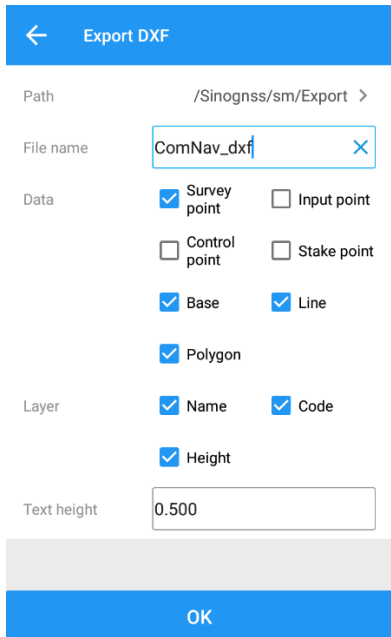 Export DXF
Path /Sinognss/sm/Export
File name ComNav_dxf
Data Survey point Input point
Control point Stake point
Base Line
Polygon
Layer Name Code
Height
Text height 0.500
OK